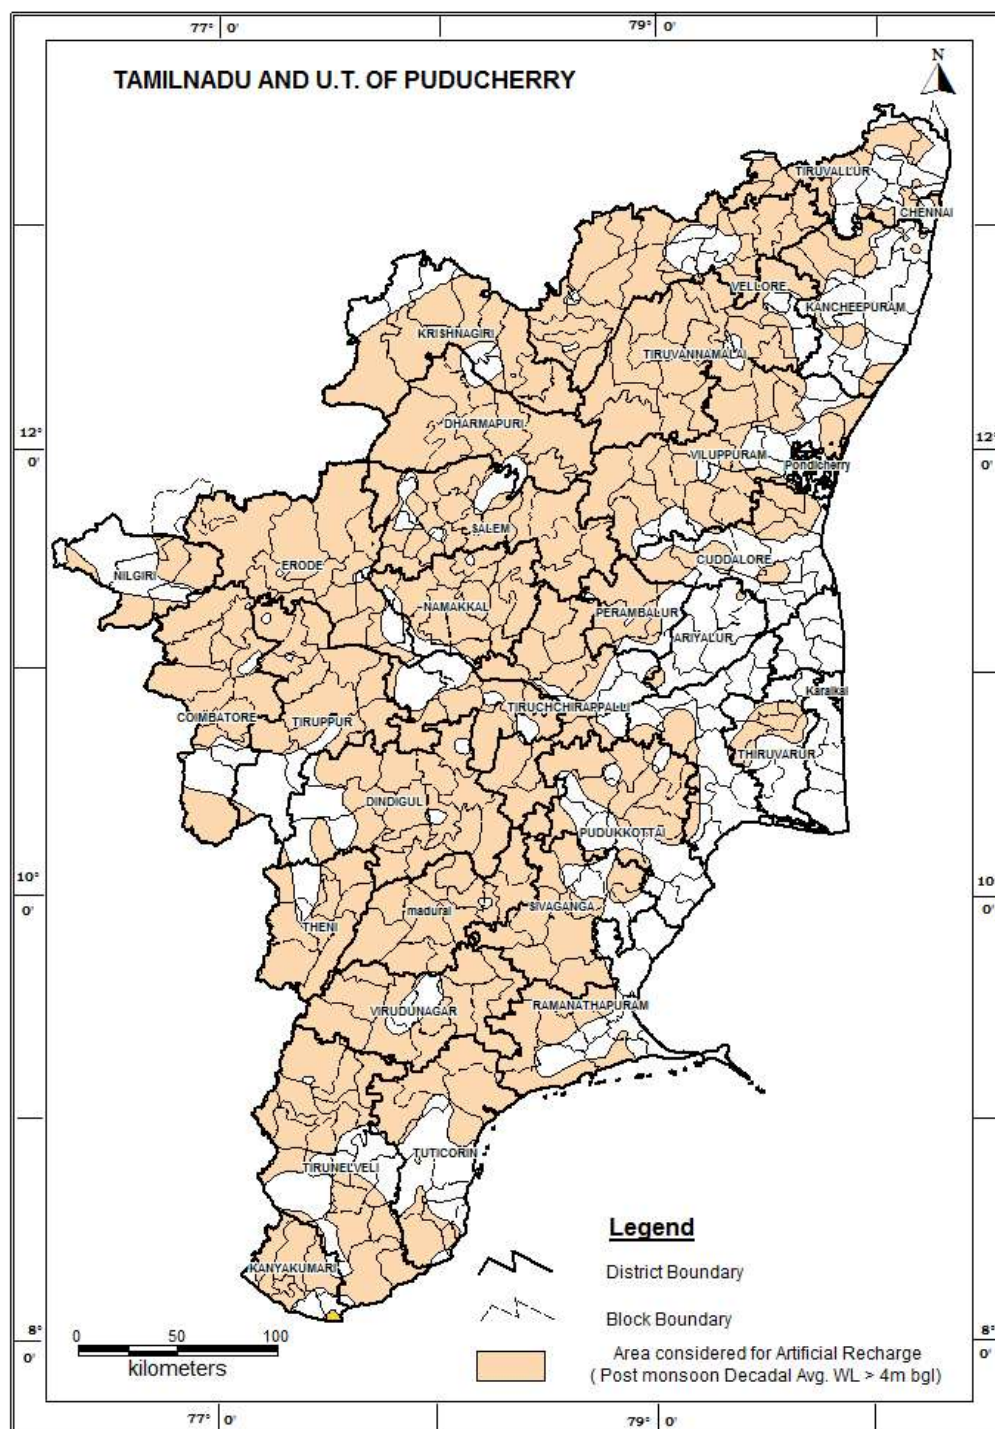 77° 0'
79° 0'
TAMILNADU AND U.T. OF PUDUCHERRY
N
TIRUVALLUR
CHENNAI
VELLORE
KANCHEEPURAM
KRISHNAGIRI
TIRUVANNAMALAI
DHARMAPURI
12° 0'
12° 0'
VILUPPURAM
Pondicherry
SALEM
CUDDALORE
NILGIRI
ERODE
NAMAKKAL
PERAMBALUR
ARIYALUR
Karaikal
TIRUCHCHIRAPPALLI
COIMBATORE
TIRUPPUR
THIRUVARUR
DINDIGUL
PUDUKKOTTAI
10° 0'
10° 0'
madurai
SIVAGANGA
THENI
VIRUDUNAGAR
RAMANATHAPURAM
TUTICORIN
TIRUNELVELI
KANYAKUMARI
Legend
District Boundary
Block Boundary
Area considered for Artificial Recharge
( Post monsoon Decadal Avg. WL > 4m bgl)
8° 0'
8° 0'
0 50 100
kilometers
77° 0'
79° 0'